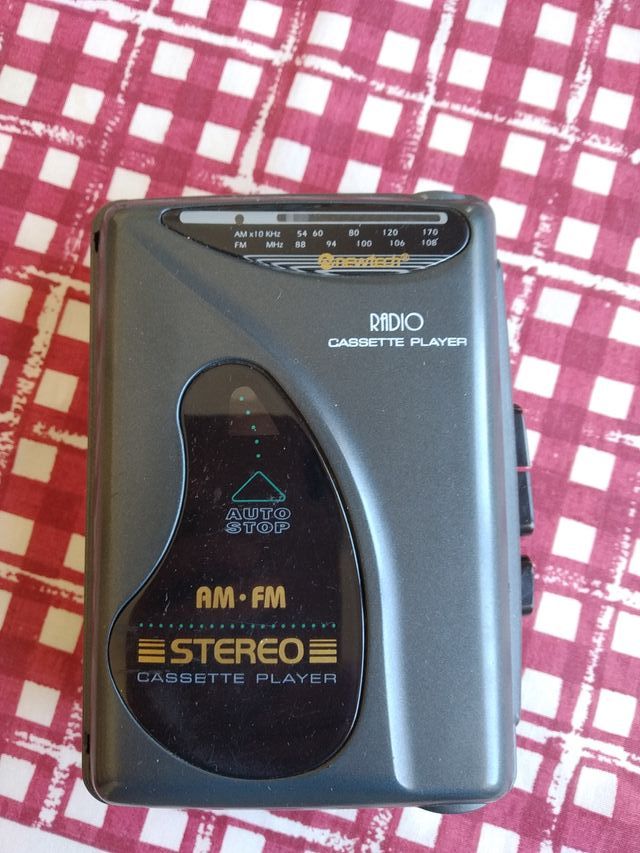 AM x10 KHz 54 60 80 120 170
FM MHz 88 94 100 106 108
NEWTECH®
RADIO
CASSETTE PLAYER
AUTO
STOP
AM•FM
STEREO
CASSETTE PLAYER